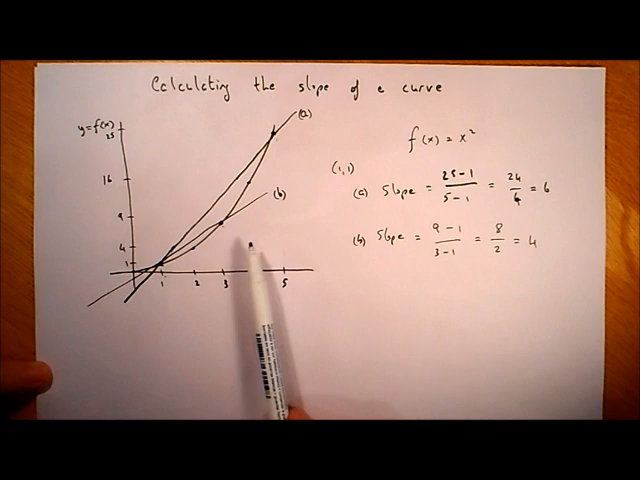 Calculating the slope of a curve
y=f(x)
25
16
9
4
1
1
2
3
5
(a)
(b)
f(x) = x²
(1,1)
(a) Slope = 25-1/5-1 = 24/4 = 6
(b) Slope = 9-1/3-1 = 8/2 = 4